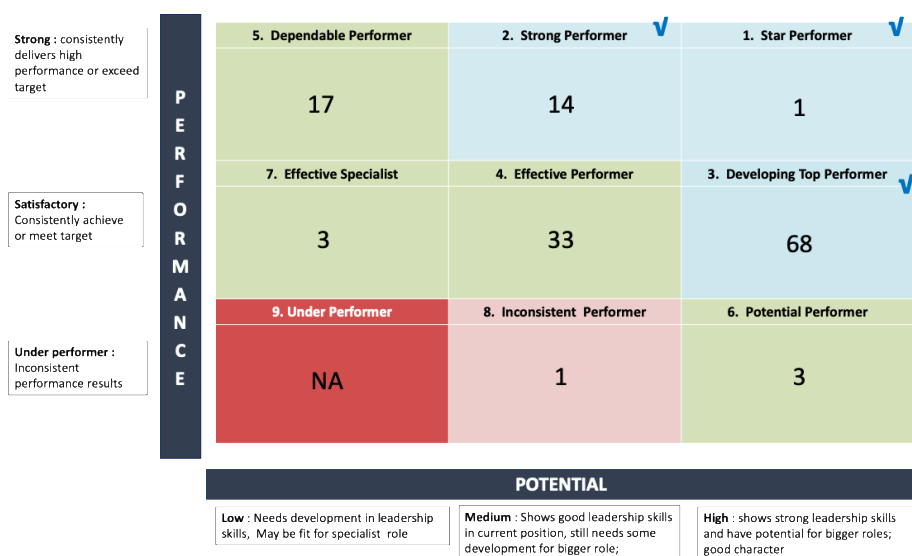 Strong : consistently
delivers high
performance or exceed
target
Satisfactory :
Consistently achieve
or meet target
Under performer :
Inconsistent
performance results
PERFORMANCE
5. Dependable Performer
17
2. Strong Performer √
14
1. Star Performer √
1
7. Effective Specialist
3
4. Effective Performer
33
3. Developing Top Performer √
68
9. Under Performer
NA
8. Inconsistent Performer
1
6. Potential Performer
3
POTENTIAL
Low : Needs development in leadership
skills, May be fit for specialist role
Medium : Shows good leadership skills
in current position, still needs some
development for bigger role;
High : shows strong leadership skills
and have potential for bigger roles;
good character